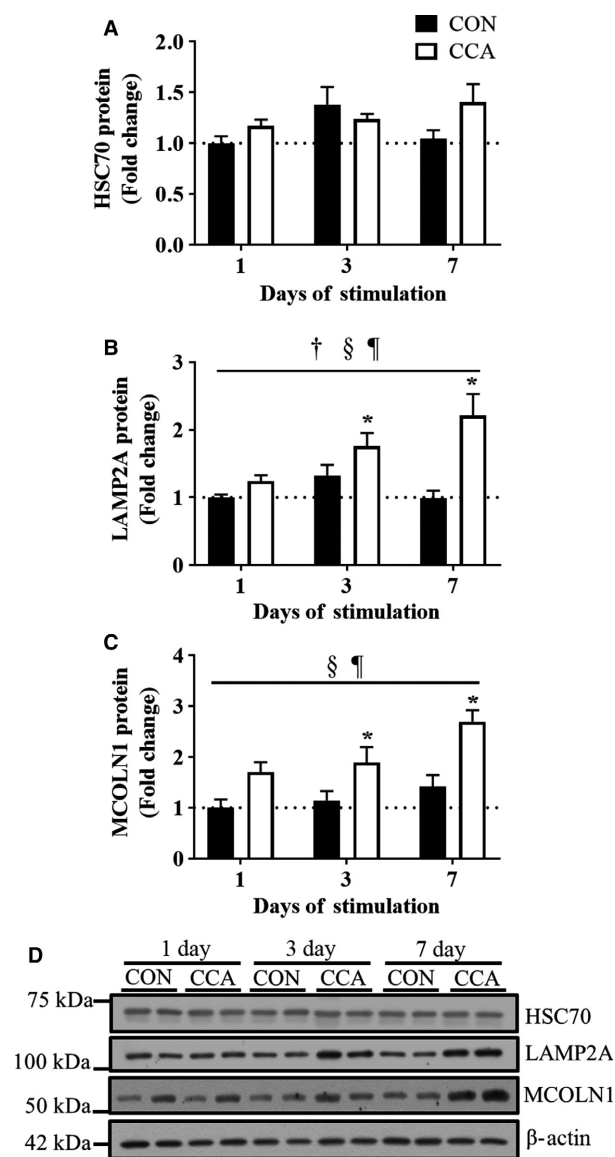 A
CON
CCA
HSC70 protein
(Fold change)
2.0
1.5
1.0
0.5
0.0
1 3 7
Days of stimulation
B
† § ¶
LAMP2A protein
(Fold change)
3
2
1
0
* *
1 3 7
Days of stimulation
C
§ ¶
MCOLN1 protein
(Fold change)
4
3
2
1
0
* *
1 3 7
Days of stimulation
D
1 day 3 day 7 day
CON CCA CON CCA CON CCA
75 kDa
HSC70
LAMP2A
100 kDa
MCOLN1
50 kDa
42 kDa β-actin